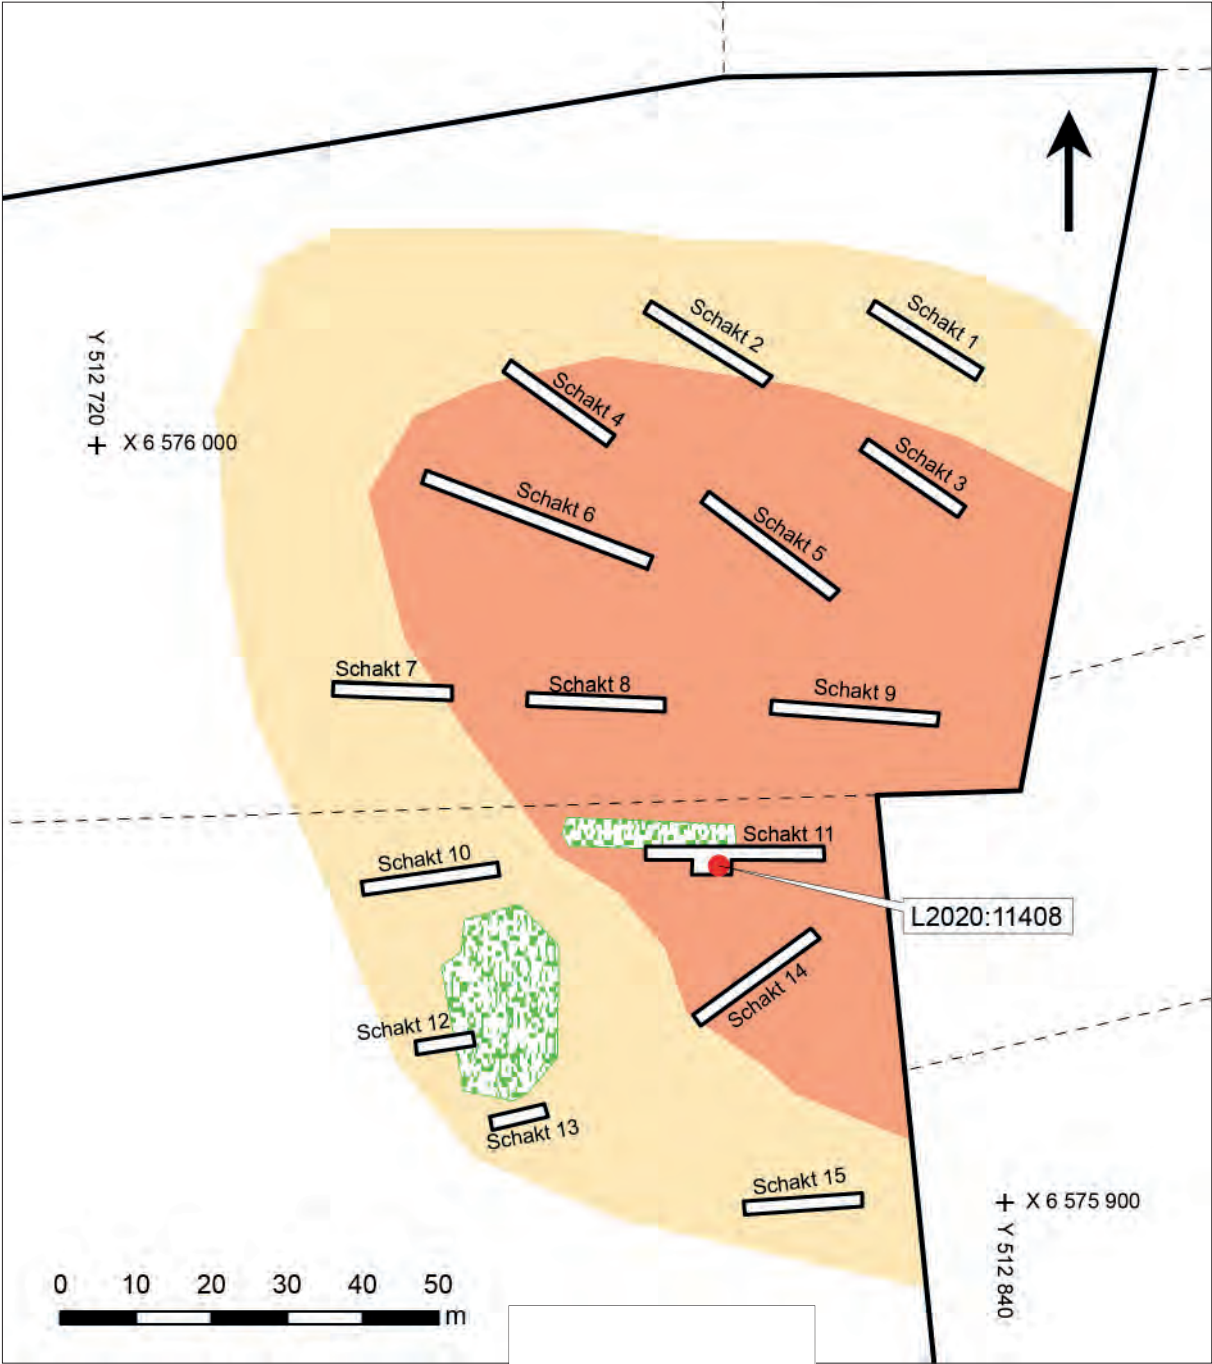 Schakt 1
Schakt 2
Y 512 720
X 6 576 000
Schakt 4
Schakt 3
Schakt 6
Schakt 5
Schakt 7
Schakt 8
Schakt 9
Schakt 11
Schakt 10
L2020:11408
Schakt 14
Schakt 12
Schakt 13
Schakt 15
X 6 575 900
Y 512 840
0 10 20 30 40 50
m